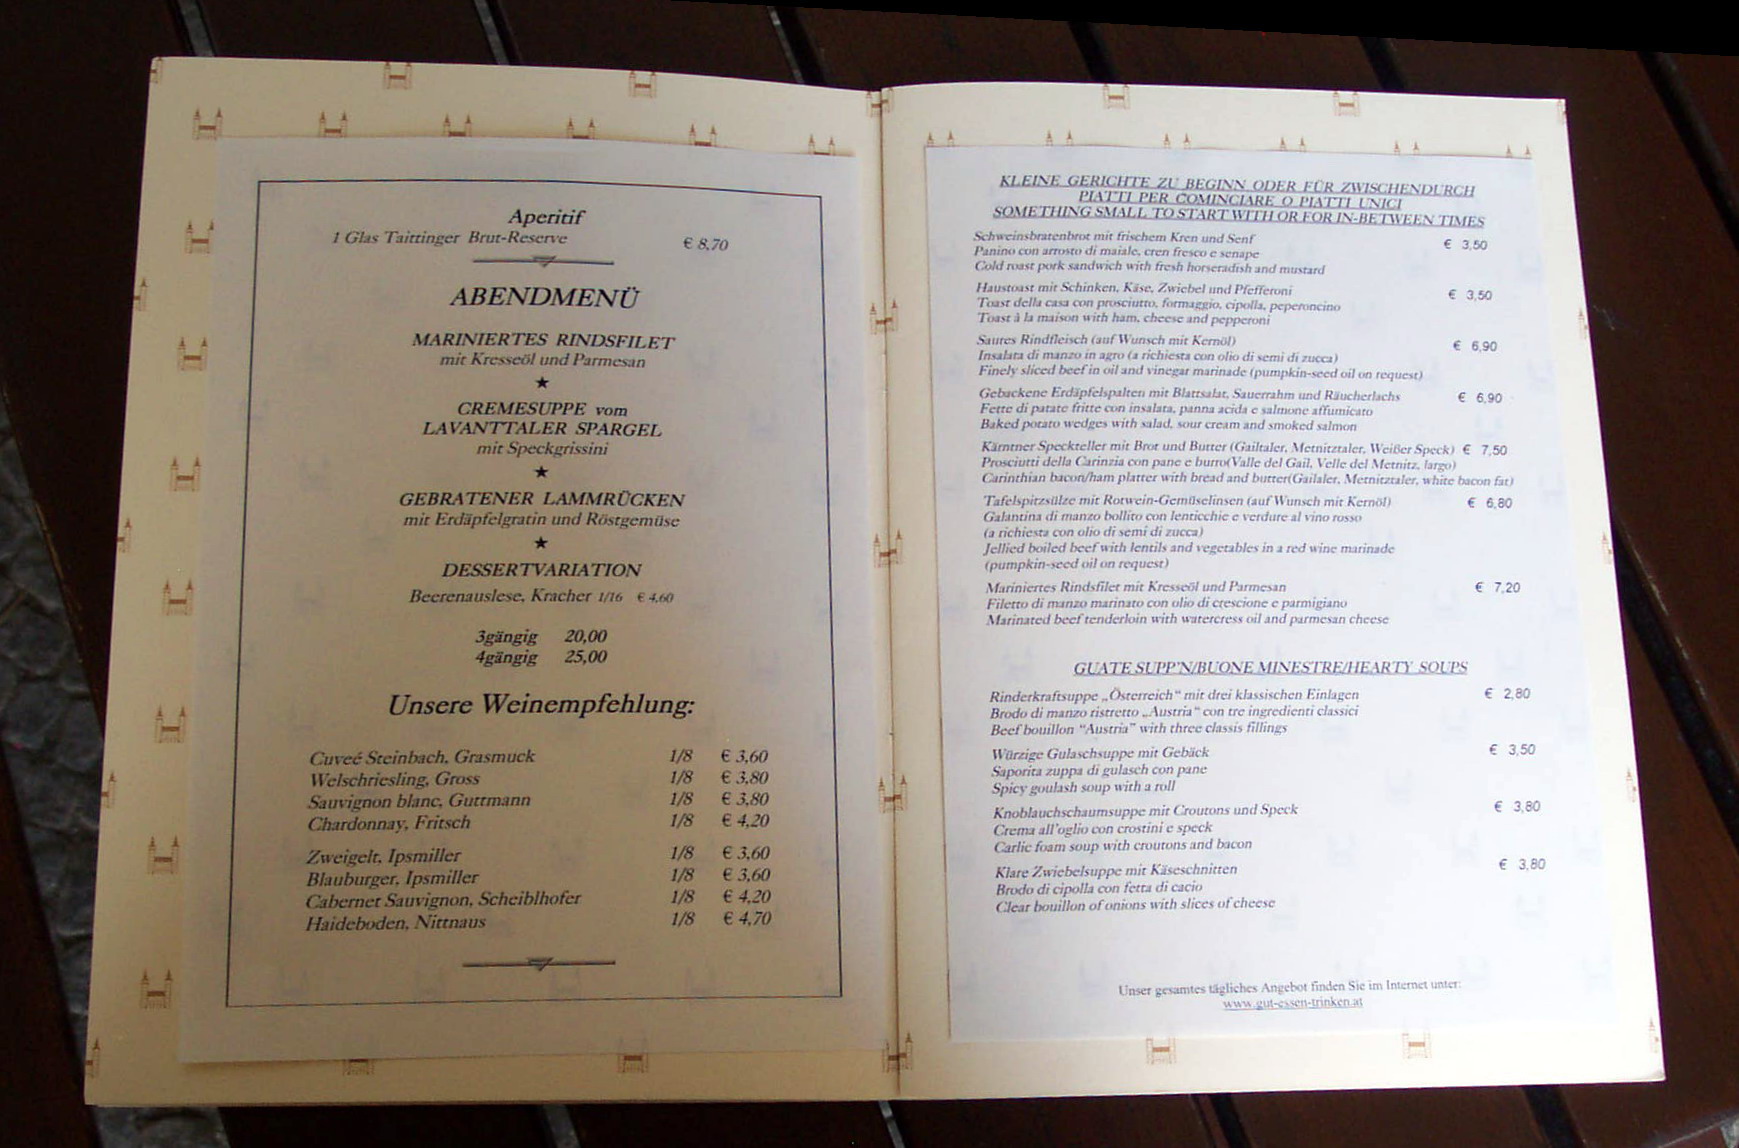 Aperitif
1 Glas Taittinger Brut-Reserve € 8,70
ABENDMENÜ
MARINIERTES RINDSFILET
mit Kresseöl und Parmesan
★
CREMESUPPE vom
LAVANTTALER SPARGEL
mit Speckgrissini
★
GEBRATENER LAMMRÜCKEN
mit Erdäpfelgratin und Röstgemüse
★
DESSERTVARIATION
Beerenauslese, Kracher 1/16 € 4,60
3gängig 20,00
4gängig 25,00
Unsere Weinempfehlung:
Cuveé Steinbach, Grasmuck 1/8 € 3,60
Welschriesling, Gross 1/8 € 3,80
Sauvignon blanc, Guttmann 1/8 € 3,80
Chardonnay, Fritsch 1/8 € 4,20
Zweigelt, Ipsmiller 1/8 € 3,60
Blauburger, Ipsmiller 1/8 € 3,60
Cabernet Sauvignon, Scheiblhofer 1/8 € 4,20
Haideboden, Nittnaus 1/8 € 4,70
KLEINE GERICHTE ZU BEGINN ODER FÜR ZWISCHENDURCH
PIATTI PER COMINCIARE O PIATTI UNICI
SOMETHING SMALL TO START WITH OR FOR IN-BETWEEN TIMES
Schweinsbratenbrot mit frischem Kren und Senf € 3,50
Panino con arrosto di maiale, cren fresco e senape
Cold roast pork sandwich with fresh horseradish and mustard
Haustoast mit Schinken, Käse, Zwiebel und Pfefferoni € 3,50
Toast della casa con prosciutto, formaggio, cipolla, peperoncino
Toast à la maison with ham, cheese and pepperoni
Saures Rindfleisch (auf Wunsch mit Kernöl) € 6,90
Insalata di manzo in agro (a richiesta con olio di semi di zucca)
Finely sliced beef in oil and vinegar marinade (pumpkin-seed oil on request)
Gebackene Erdäpfelspalten mit Blattsalat, Sauerrahm und Räucherlachs € 6,90
Fette di patate fritte con insalata, panna acida e salmone affumicato
Baked potato wedges with salad, sour cream and smoked salmon
Kärntner Speckteller mit Brot und Butter (Gailtaler, Metnitztaler, Weißer Speck) € 7,50
Prosciutti della Carinzia con pane e burro(Valle del Gail, Velle del Metnitz, largo)
Carinthian bacon/ham platter with bread and butter(Gailaler, Metnitztaler, white bacon fat)
Tafelspitzsülze mit Rotwein-Gemüselinsen (auf Wunsch mit Kernöl) € 6,80
Galantina di manzo bollito con lenticchie e verdure al vino rosso
(a richiesta con olio di semi di zucca)
Jellied boiled beef with lentils and vegetables in a red wine marinade
(pumpkin-seed oil on request)
Mariniertes Rindsfilet mit Kresseöl und Parmesan € 7,20
Filetto di manzo marinato con olio di crescione e parmigiano
Marinated beef tenderloin with watercress oil and parmesan cheese
GUATE SUPP'N/BUONE MINESTRE/HEARTY SOUPS
Rinderkraftsuppe „Österreich“ mit drei klassischen Einlagen € 2,80
Brodo di manzo ristretto „Austria“ con tre ingredienti classici
Beef bouillon “Austria” with three classis fillings
Würzige Gulaschsuppe mit Gebäck € 3,50
Saporita zuppa di gulasch con pane
Spicy goulash soup with a roll
Knoblauchschaumsuppe mit Croutons und Speck € 3,80
Crema all'oglio con crostini e speck
Carlic foam soup with croutons and bacon
Klare Zwiebelsuppe mit Käseschnitten € 3,80
Brodo di cipolla con fetta di cacio
Clear bouillon of onions with slices of cheese
Unser gesamtes tägliches Angebot finden Sie im Internet unter:
www.gut-essen-trinken.at